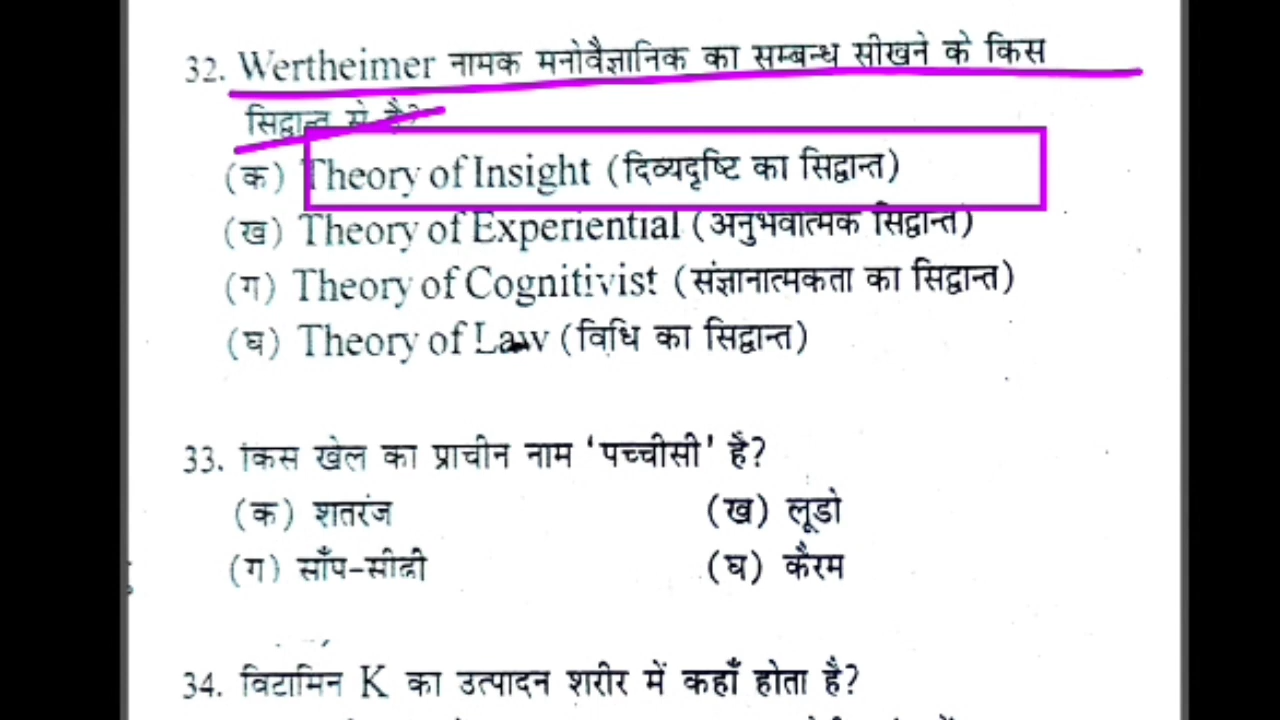 32. Wertheimer नामक मनोवैज्ञानिक का सम्बन्ध सीखने के किस
सिद्धान्त से है?
(क) Theory of Insight (दिव्यदृष्टि का सिद्धान्त)
(ख) Theory of Experiential (अनुभवात्मक सिद्धान्त)
(ग) Theory of Cognitivist (संज्ञानात्मकता का सिद्धान्त)
(घ) Theory of Law (विधि का सिद्धान्त)
33. किस खेल का प्राचीन नाम ‘पच्चीसी’ है?
(क) शतरंज (ख) लूडो
(ग) साँप-सीढ़ी (घ) कैरम
34. विटामिन K का उत्पादन शरीर में कहाँ होता है?